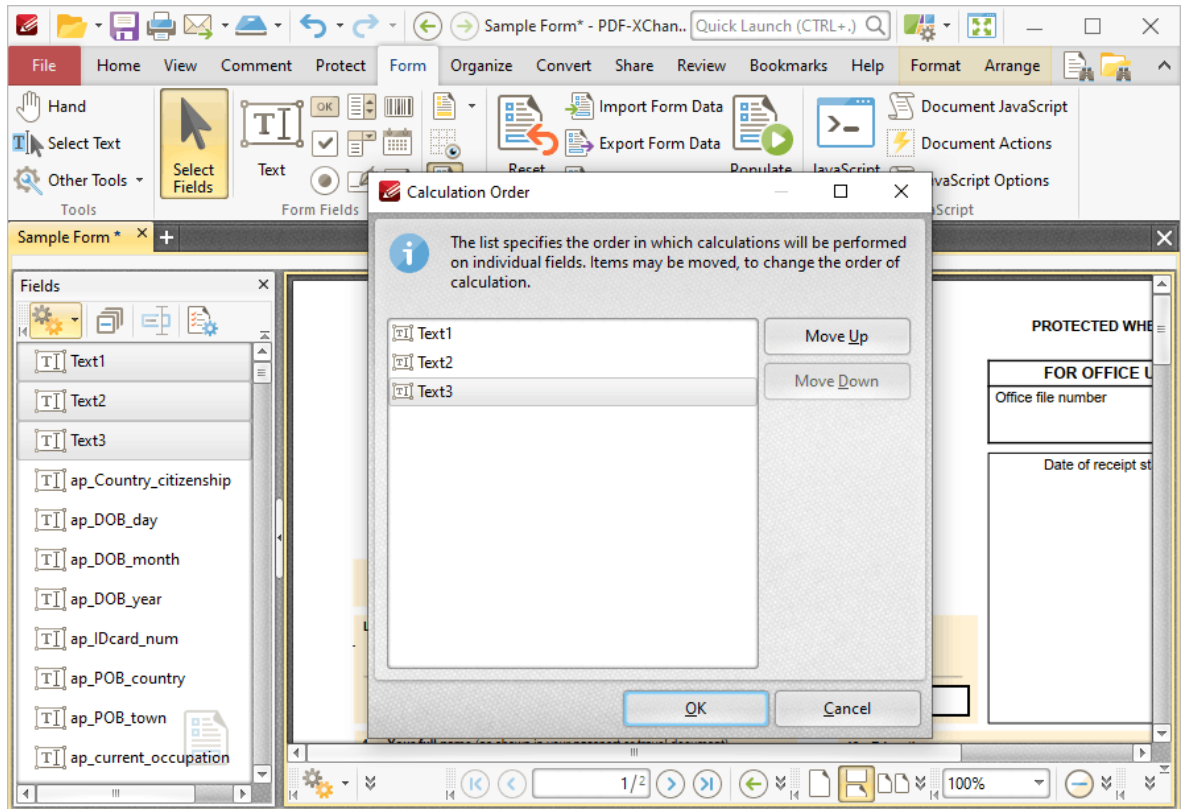 Sample Form* - PDF-XChan..
Quick Launch (CTRL+.)
File Home View Comment Protect Form Organize Convert Share Review Bookmarks Help Format Arrange
Hand
Select Text
Other Tools
Tools
Select Fields
Text
OK
Form Fields
Reset
Import Form Data
Export Form Data
Populate
JavaScript
Document JavaScript
Document Actions
JavaScript Options
Sample Form *
Fields
Text1
Text2
Text3
ap_Country_citizenship
ap_DOB_day
ap_DOB_month
ap_DOB_year
ap_IDcard_num
ap_POB_country
ap_POB_town
ap_current_occupation
Calculation Order
The list specifies the order in which calculations will be performed
on individual fields. Items may be moved, to change the order of
calculation.
Text1
Text2
Text3
Move Up
Move Down
OK
Cancel
PROTECTED WHE
FOR OFFICE U
Office file number
Date of receipt st
1/2
100%